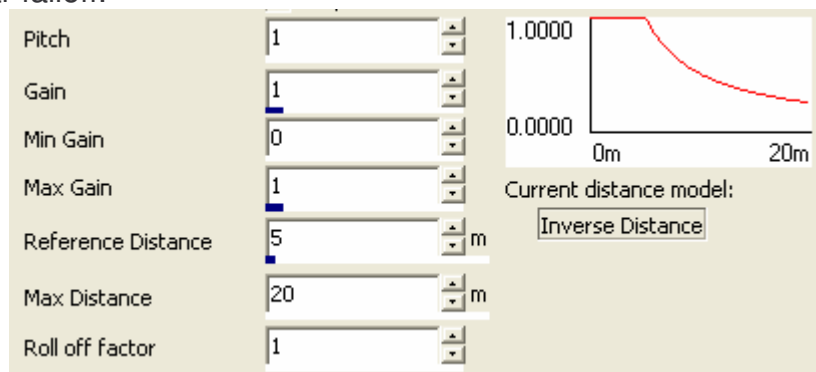 Pitch 1
Gain 1
Min Gain 0
Max Gain 1
Reference Distance 5 m
Max Distance 20 m
Roll off factor 1
1.0000
0.0000
0m 20m
Current distance model:
Inverse Distance